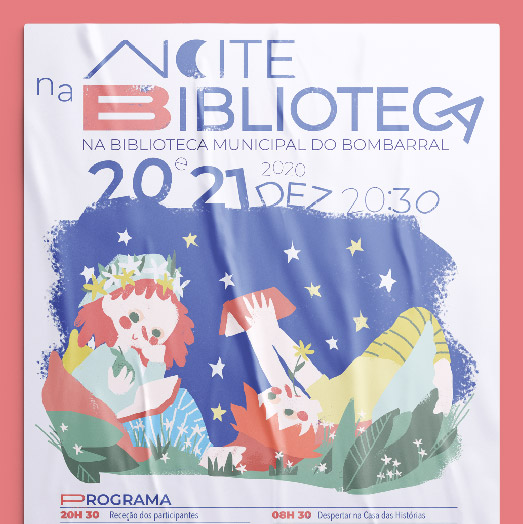 NOITE
na BIBLIOTECA
NA BIBLIOTECA MUNICIPAL DO BOMBARRAL
20 e 21 DEZ 2020 20:30
PROGRAMA
20H 30 Receção dos participantes
08H 30 Despertar na Casa das Histórias